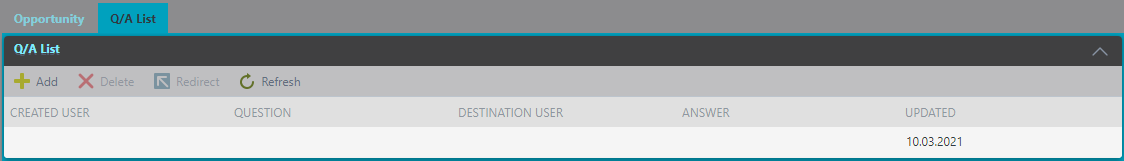 Opportunity Q/A List
Q/A List
Add Delete Redirect Refresh
CREATED USER QUESTION DESTINATION USER ANSWER UPDATED
10.03.2021